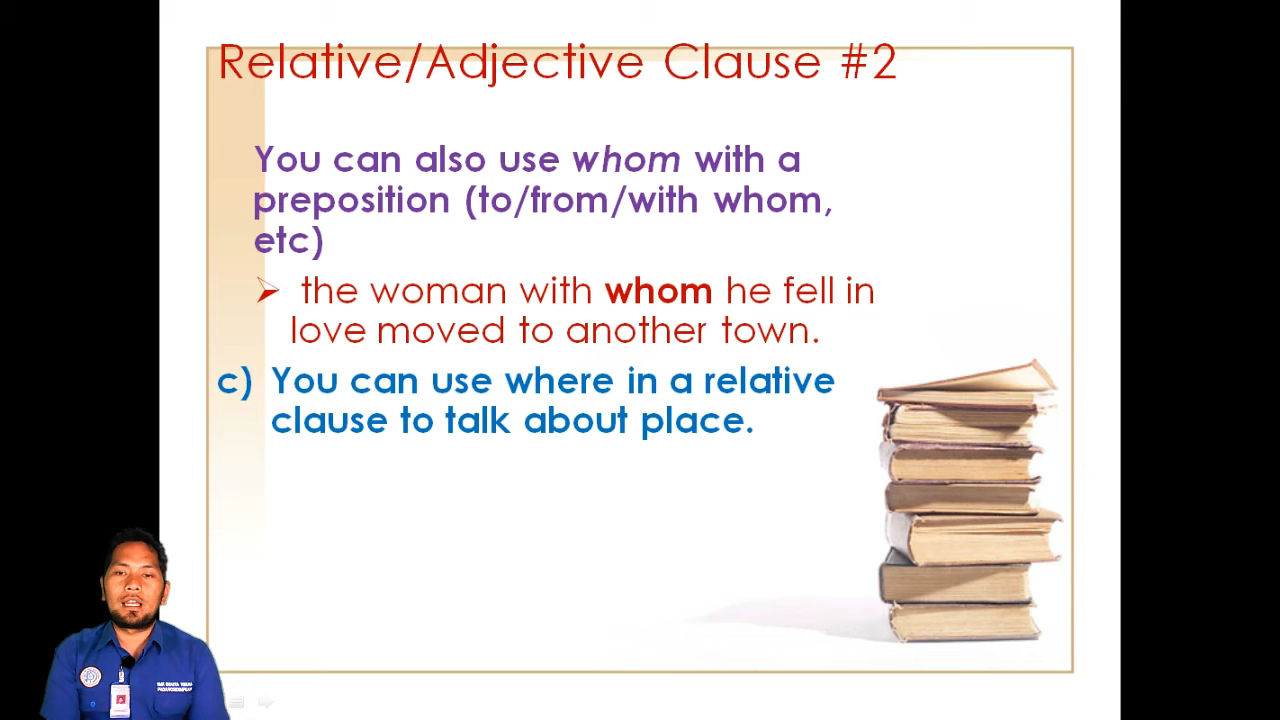 Relative/Adjective Clause #2
You can also use whom with a
preposition (to/from/with whom,
etc)
➢ the woman with whom he fell in
love moved to another town.
c) You can use where in a relative
clause to talk about place.